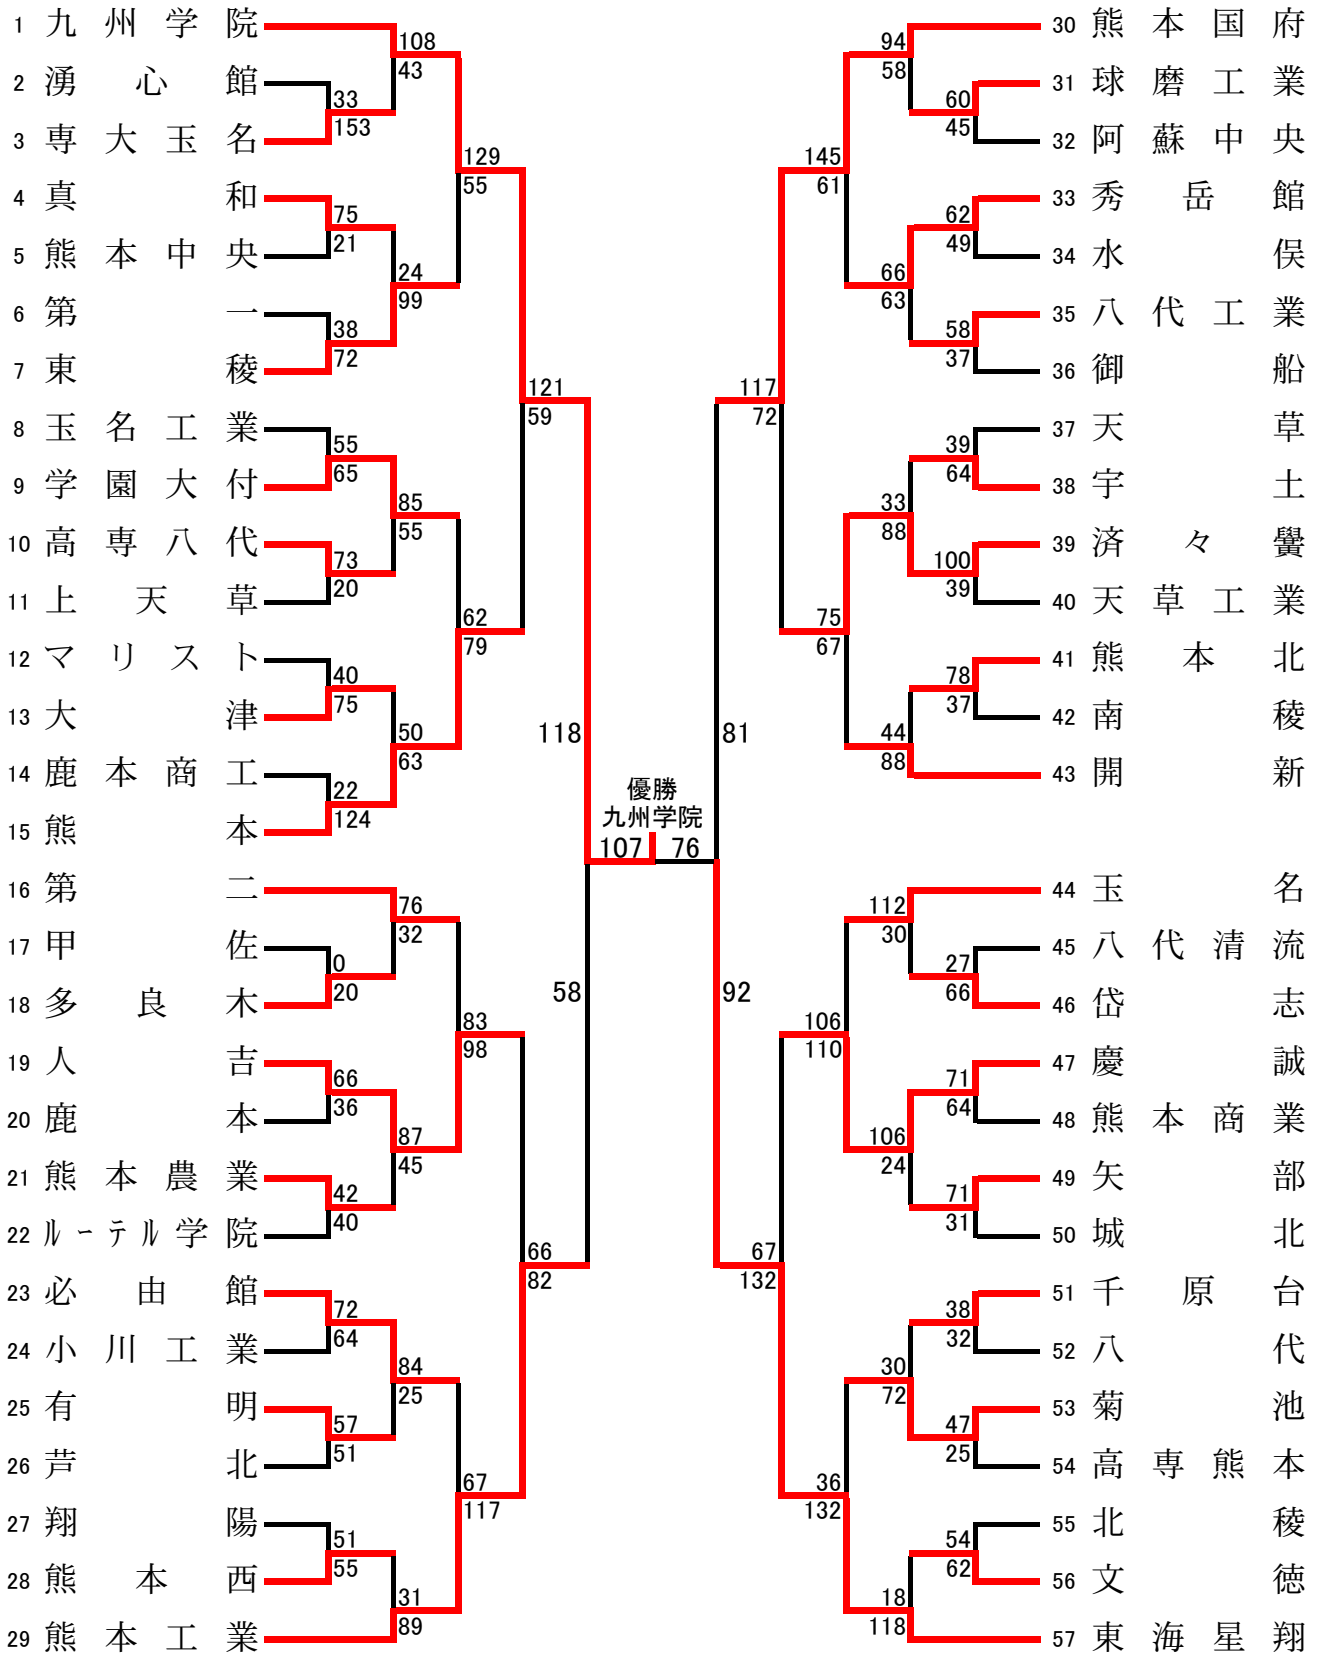 1 九州学院
2 湧心館
3 専大玉名
4 真和
5 熊本中央
6 第一
7 東稜
8 玉名工業
9 学園大付
10 高専八代
11 上天草
12 マリスト
13 大津
14 鹿本商工
15 熊本
16 第二
17 甲佐
18 多良木
19 人吉
20 鹿本
21 熊本農業
22 ルーテル学院
23 必由館
24 小川工業
25 有明
26 芦北
27 翔陽
28 熊本西
29 熊本工業
33
153
75
21
38
72
55
65
73
20
40
75
22
124
0
20
66
36
42
40
72
64
57
51
51
55
108
43
24
99
85
55
50
63
76
32
87
45
84
25
31
89
129
55
62
79
83
98
67
117
121
59
66
82
118
58
優勝
九州学院
107 76
81
92
117
72
67
132
145
61
75
67
106
110
36
132
94
58
66
63
33
88
44
88
112
30
106
24
30
72
18
118
60
45
62
49
58
37
39
64
100
39
78
37
27
66
71
64
71
31
38
32
47
25
54
62
30 熊本国府
31 球磨工業
32 阿蘇中央
33 秀岳館
34 水俣
35 八代工業
36 御船
37 天草
38 宇土
39 済々黌
40 天草工業
41 熊本北
42 南稜
43 開新
44 玉名
45 八代清流
46 岱志
47 慶誠
48 熊本商業
49 矢部
50 城北
51 千原台
52 八代
53 菊池
54 高専熊本
55 北稜
56 文徳
57 東海星翔